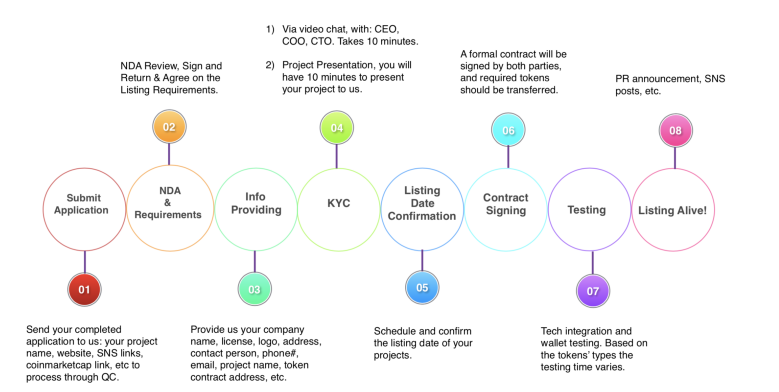 1) Via video chat, with: CEO,
COO, CTO. Takes 10 minutes.
2) Project Presentation, you will
have 10 minutes to present
your project to us.
NDA Review, Sign and
Return & Agree on the
Listing Requirements.
A formal contract will be
signed by both parties,
and required tokens
should be transferred.
PR announcement, SNS
posts, etc.
02
04
06
08
Submit
Application
NDA
&
Requirements
Info
Providing
KYC
Listing
Date
Confirmation
Contract
Signing
Testing
Listing Alive!
01
03
05
07
Send your completed
application to us: your project
name, website, SNS links,
coinmarketcap link, etc to
process through QC.
Provide us your company
name, license, logo, address,
contact person, phone#,
email, project name, token
contract address, etc.
Schedule and confirm
the listing date of your
projects.
Tech integration and
wallet testing. Based on
the tokens' types the
testing time varies.